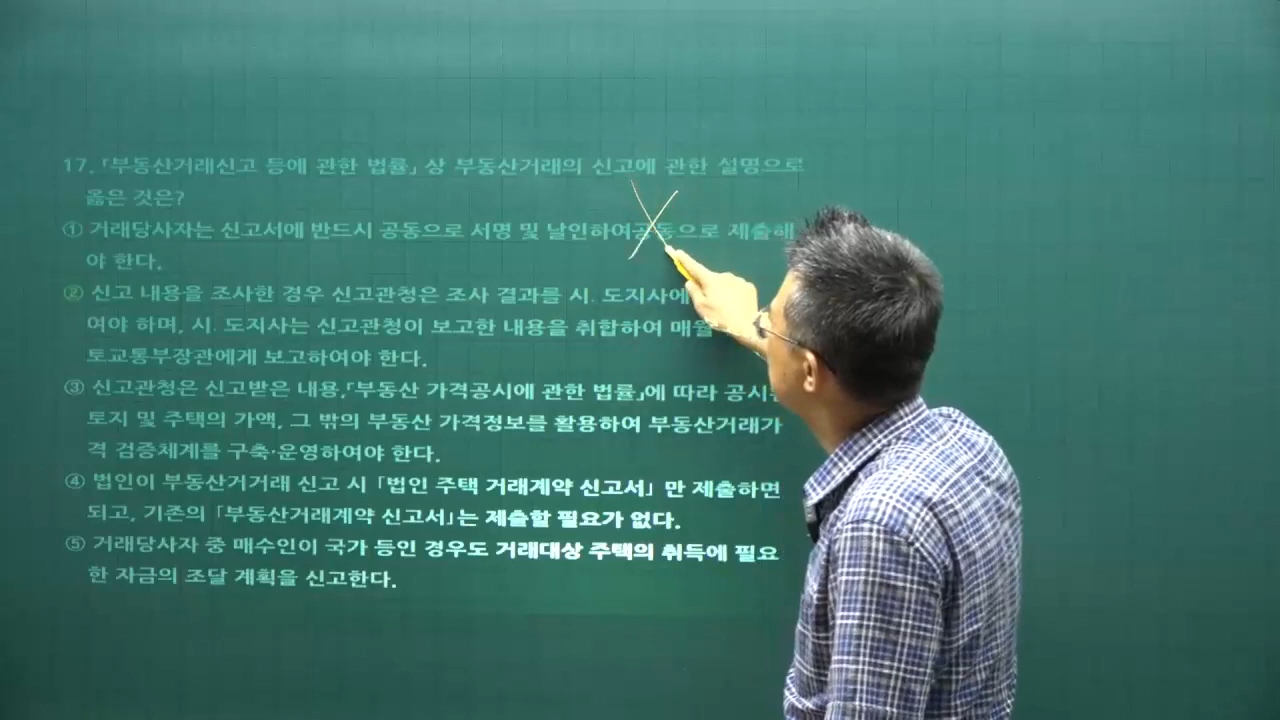 17. 「부동산거래신고 등에 관한 법률」 상 부동산거래의 신고에 관한 설명으로
옳은 것은?
① 거래당사자는 신고서에 반드시 공동으로 서명 및 날인하여공동으로 제출해
야 한다.
② 신고 내용을 조사한 경우 신고관청은 조사 결과를 시. 도지사에
여야 하며, 시. 도지사는 신고관청이 보고한 내용을 취합하여 매월
토교통부장관에게 보고하여야 한다.
③ 신고관청은 신고받은 내용,「부동산 가격공시에 관한 법률」에 따라 공시
토지 및 주택의 가액, 그 밖의 부동산 가격정보를 활용하여 부동산거래가
격 검증체계를 구축·운영하여야 한다.
④ 법인이 부동산거거래 신고 시 「법인 주택 거래계약 신고서」 만 제출하면
되고, 기존의 「부동산거래계약 신고서」는 제출할 필요가 없다.
⑤ 거래당사자 중 매수인이 국가 등인 경우도 거래대상 주택의 취득에 필요
한 자금의 조달 계획을 신고한다.